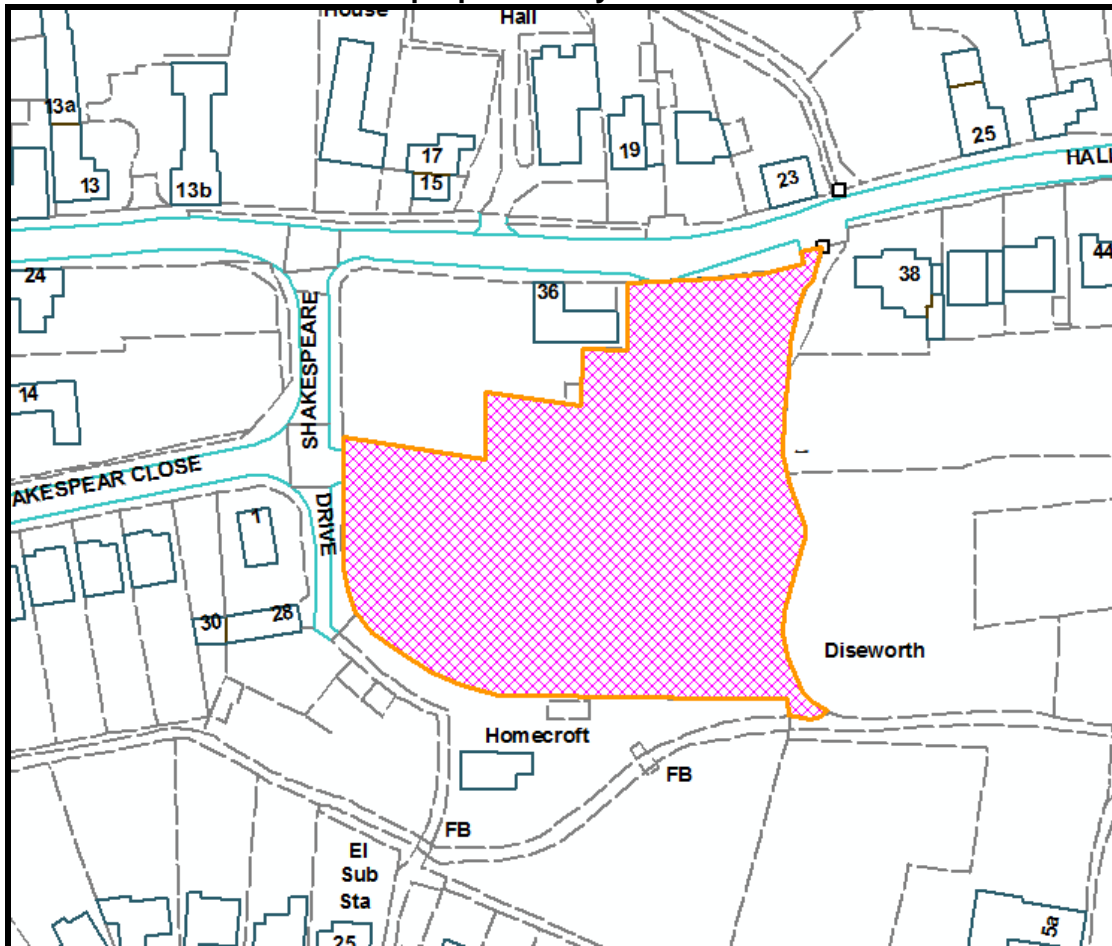 House
Hall
13a
13
13b
17
15
19
23
25
HALL
24
36
38
44
SHAKESPEARE
14
AKESPEAR CLOSE
DRIVE
1
30
28
Diseworth
Homecroft
FB
FB
El
Sub
Sta
25
5a